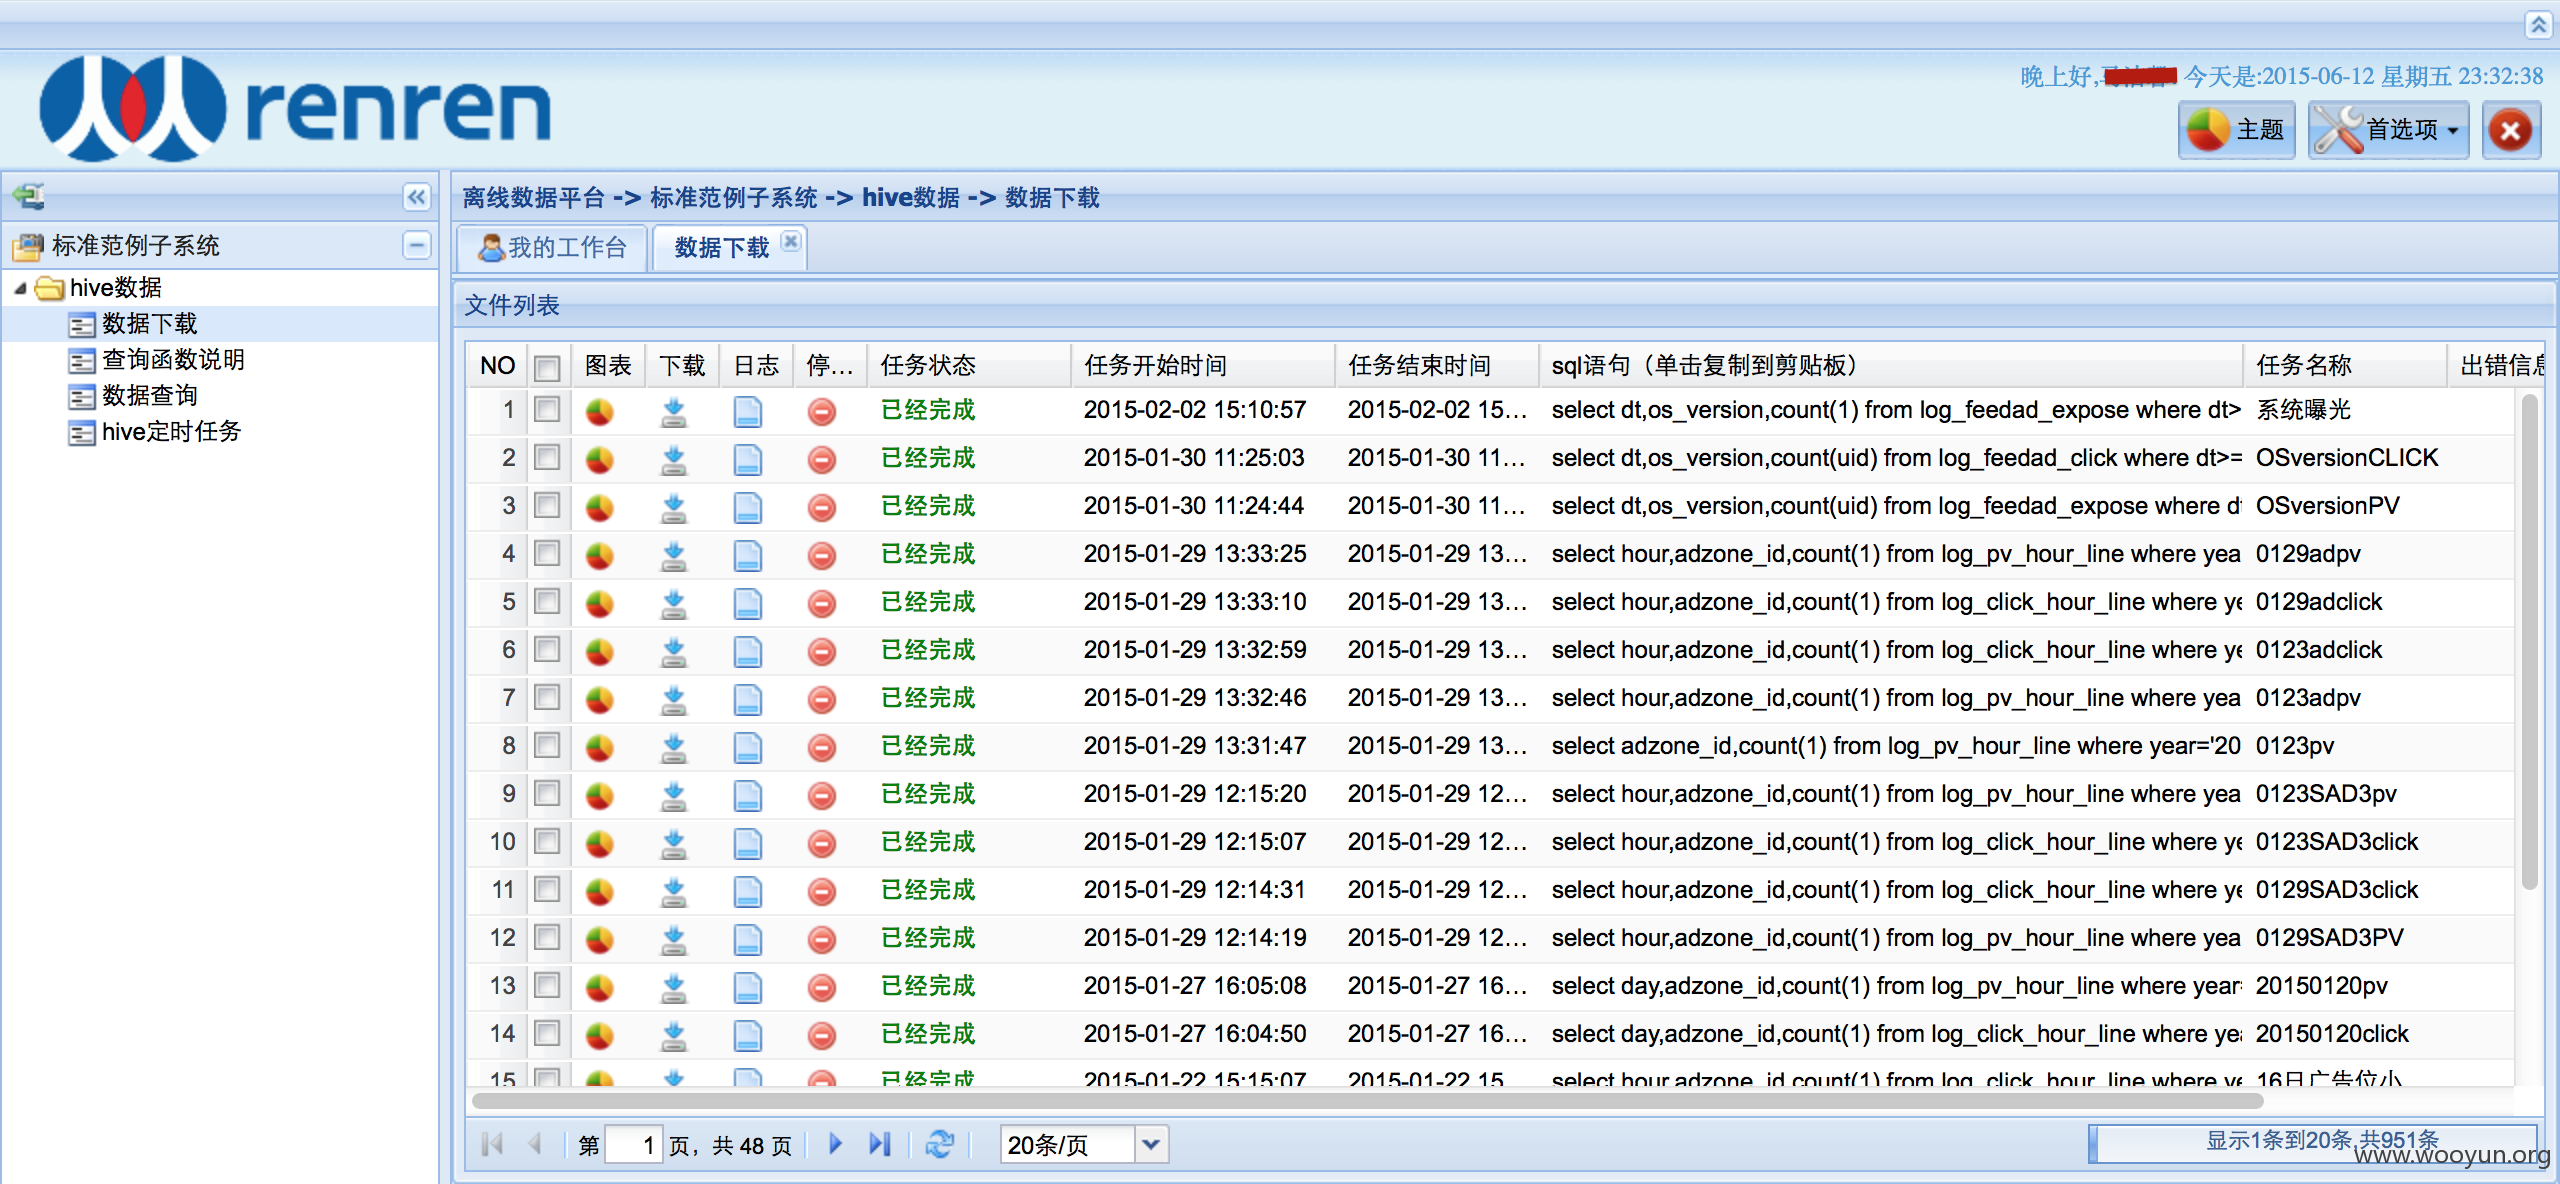 晚上好, 今天是:2015-06-12 星期五 23:32:38
renren
主题 首选项
离线数据平台 -> 标准范例子系统 -> hive数据 -> 数据下载
标准范例子系统
我的工作台 数据下载
hive数据
数据下载
查询函数说明
数据查询
hive定时任务
文件列表
NO 图表 下载 日志 停... 任务状态 任务开始时间 任务结束时间 sql语句（单击复制到剪贴板） 任务名称 出错信息
1 已经完成 2015-02-02 15:10:57 2015-02-02 15... select dt,os_version,count(1) from log_feedad_expose where dt> 系统曝光
2 已经完成 2015-01-30 11:25:03 2015-01-30 11... select dt,os_version,count(uid) from log_feedad_click where dt>= OSversionCLICK
3 已经完成 2015-01-30 11:24:44 2015-01-30 11... select dt,os_version,count(uid) from log_feedad_expose where dt OSversionPV
4 已经完成 2015-01-29 13:33:25 2015-01-29 13... select hour,adzone_id,count(1) from log_pv_hour_line where yea 0129adpv
5 已经完成 2015-01-29 13:33:10 2015-01-29 13... select hour,adzone_id,count(1) from log_click_hour_line where ye 0129adclick
6 已经完成 2015-01-29 13:32:59 2015-01-29 13... select hour,adzone_id,count(1) from log_click_hour_line where ye 0123adclick
7 已经完成 2015-01-29 13:32:46 2015-01-29 13... select hour,adzone_id,count(1) from log_pv_hour_line where yea 0123adpv
8 已经完成 2015-01-29 13:31:47 2015-01-29 13... select adzone_id,count(1) from log_pv_hour_line where year='20 0123pv
9 已经完成 2015-01-29 12:15:20 2015-01-29 12... select hour,adzone_id,count(1) from log_pv_hour_line where yea 0123SAD3pv
10 已经完成 2015-01-29 12:15:07 2015-01-29 12... select hour,adzone_id,count(1) from log_click_hour_line where ye 0123SAD3click
11 已经完成 2015-01-29 12:14:31 2015-01-29 12... select hour,adzone_id,count(1) from log_click_hour_line where ye 0129SAD3click
12 已经完成 2015-01-29 12:14:19 2015-01-29 12... select hour,adzone_id,count(1) from log_pv_hour_line where yea 0129SAD3PV
13 已经完成 2015-01-27 16:05:08 2015-01-27 16... select day,adzone_id,count(1) from log_pv_hour_line where year 20150120pv
14 已经完成 2015-01-27 16:04:50 2015-01-27 16... select day,adzone_id,count(1) from log_click_hour_line where yea 20150120click
15 已经完成 2015-01-22 15:15:07 2015-01-22 15 select hour,adzone_id,count(1) from log_click_hour_line where ye 16日广告位小
第 1 页，共 48 页 20条/页 显示1条到20条,共951条
www.wooyun.org